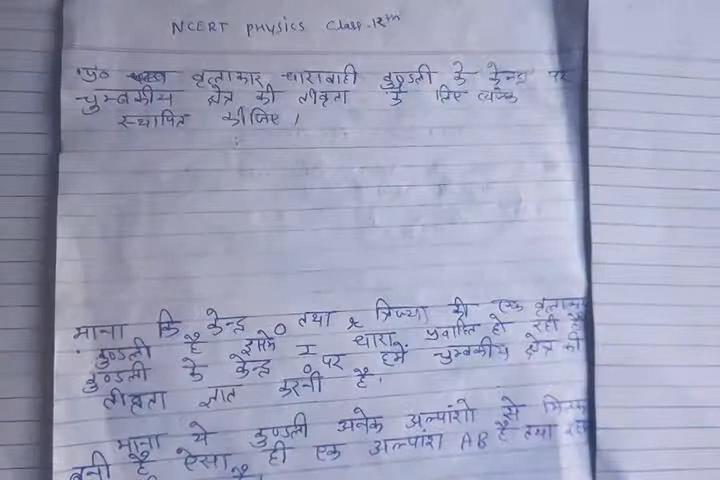 NCERT PHYSICS Class-12th
प्र० वृत्ताकार धारावाही कुण्डली के केन्द्र पर
चुम्बकीय क्षेत्र की तीव्रता के लिए व्यंजक
स्थापित कीजिए।
माना कि केन्द्र O तथा r त्रिज्या की एक वृत्ताकार
कुण्डली है इसमें I धारा प्रवाहित हो रही है
कुण्डली के केन्द्र O पर हमें चुम्बकीय क्षेत्र की
तीव्रता ज्ञात करनी है।
माना ये कुण्डली अनेक अल्पांशो से मिलकर
बनी है ऐसा ही एक अल्पांश AB है तथा